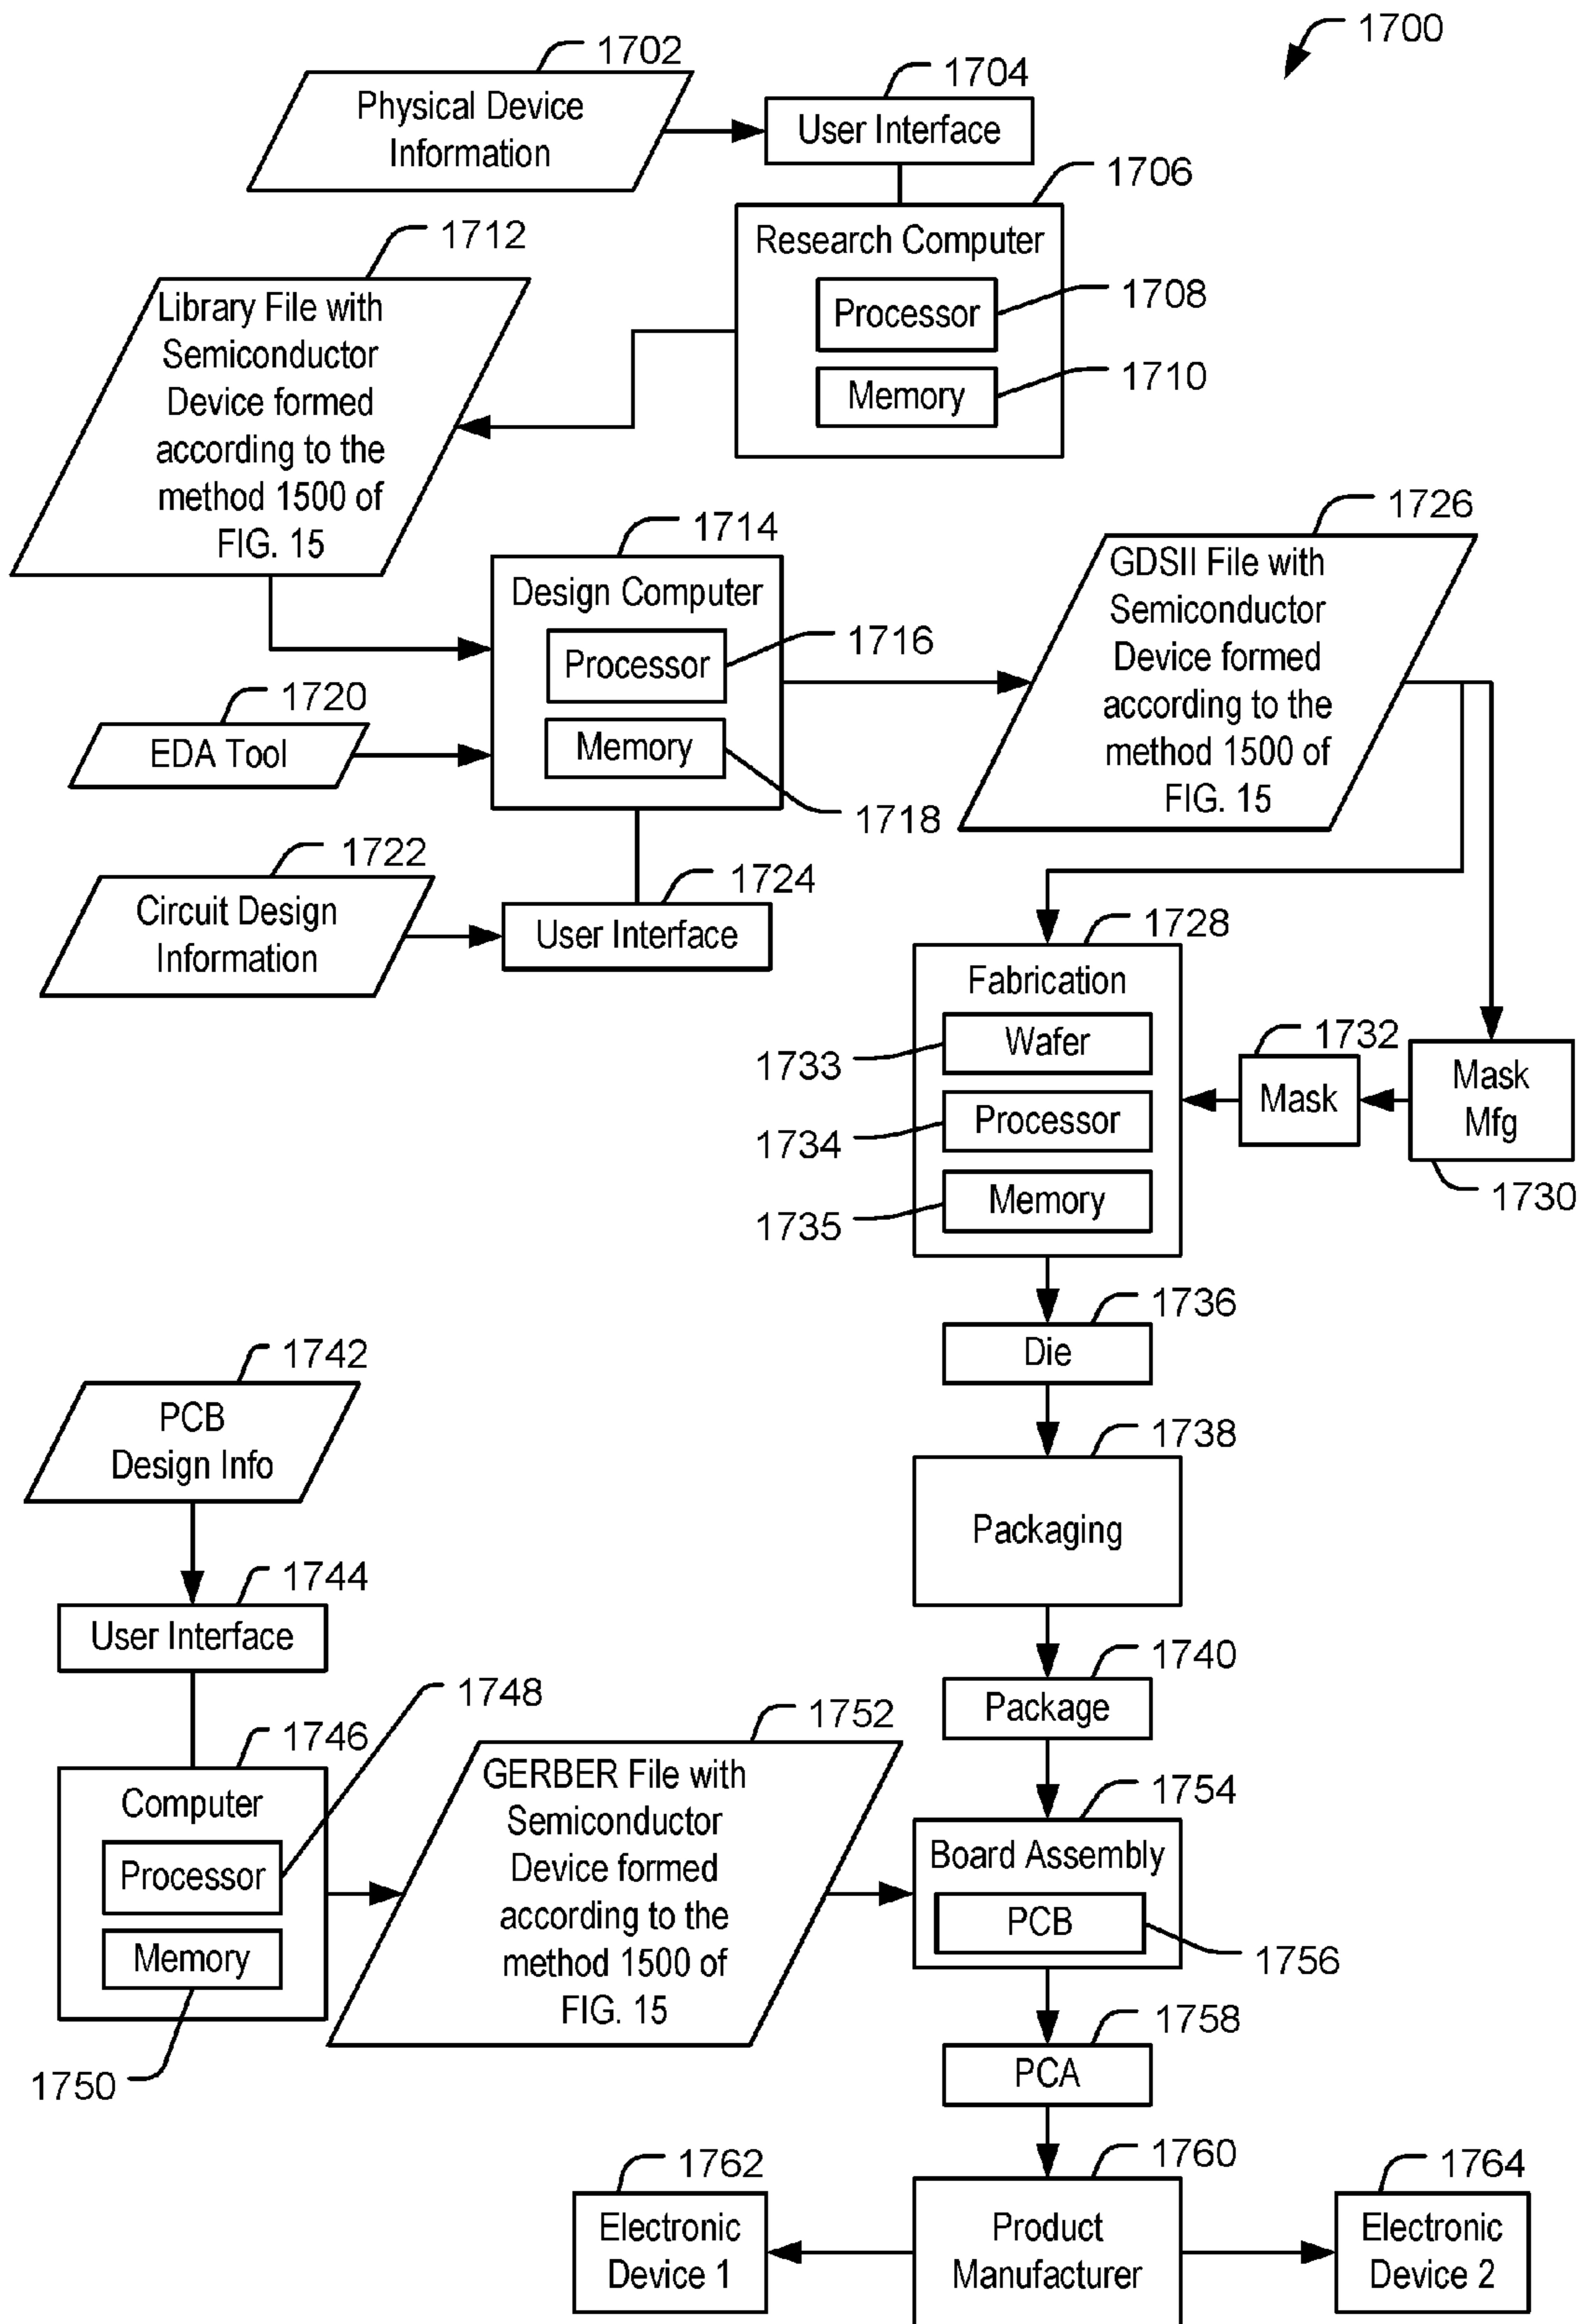 1700
1702
Physical Device
Information
1704
User Interface
1706
Research Computer
Processor
1708
Memory
1710
1712
Library File with
Semiconductor
Device formed
according to the
method 1500 of
FIG. 15
1714
Design Computer
Processor
1716
Memory
1718
1720
EDA Tool
1722
Circuit Design
Information
1724
User Interface
1726
GDSII File with
Semiconductor
Device formed
according to the
method 1500 of
FIG. 15
1728
Fabrication
Wafer
1733
Processor
1734
Memory
1735
1732
Mask
Mask
Mfg
1730
1736
Die
1738
Packaging
1740
Package
1742
PCB
Design Info
1744
User Interface
1746
Computer
Processor
1748
Memory
1750
1752
GERBER File with
Semiconductor
Device formed
according to the
method 1500 of
FIG. 15
1754
Board Assembly
PCB
1756
1758
PCA
1760
Product
Manufacturer
1762
Electronic
Device 1
1764
Electronic
Device 2